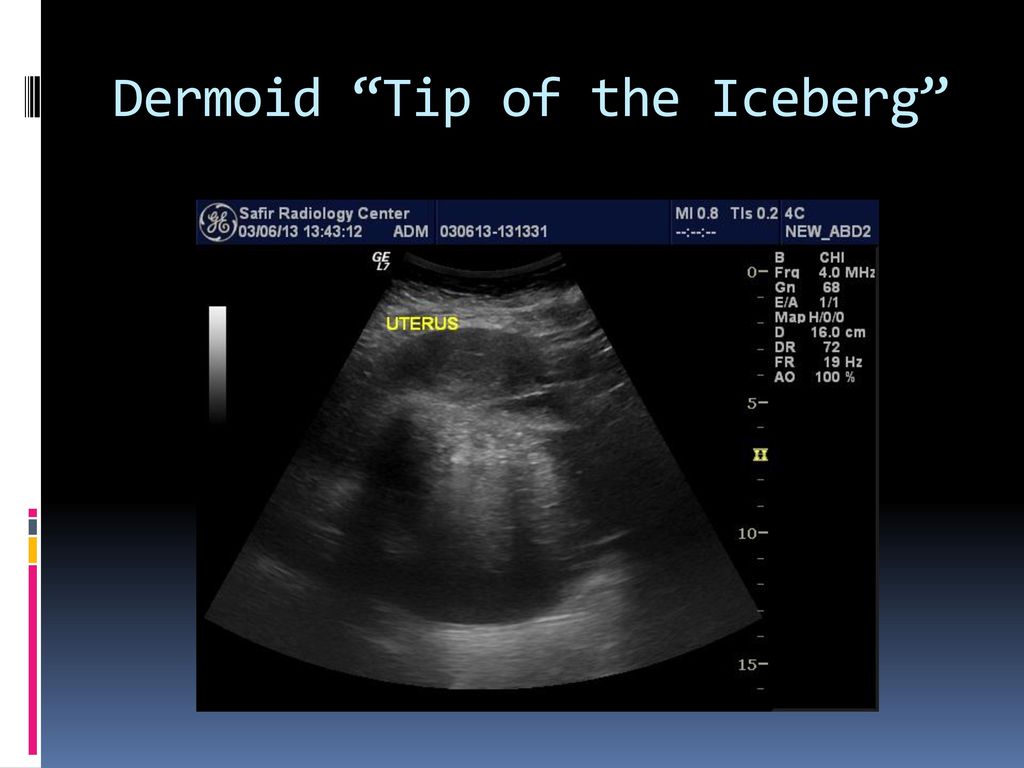 Dermoid “Tip of the Iceberg”
GE Safir Radiology Center MI 0.8 TIs 0.2 4C
03/06/13 13:43:12 ADM 030613-131331 --:--:-- NEW_ABD2
GE
L7
UTERUS
B CHI
Frq 4.0 MHz
Gn 68
E/A 1/1
Map H/0/0
D 16.0 cm
DR 72
FR 19 Hz
AO 100 %
0
5
10
15